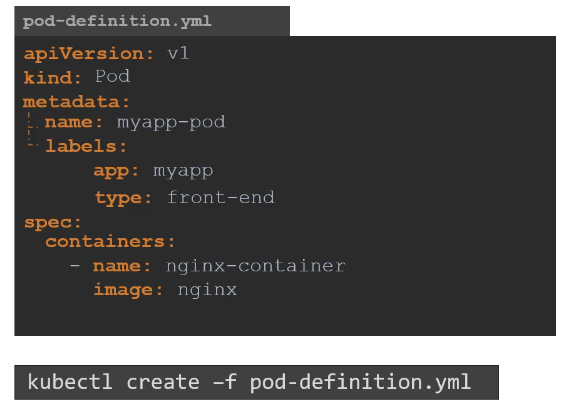 pod-definition.yml
apiVersion: v1
kind: Pod
metadata:
name: myapp-pod
labels:
app: myapp
type: front-end
spec:
containers:
- name: nginx-container
image: nginx
kubectl create –f pod-definition.yml